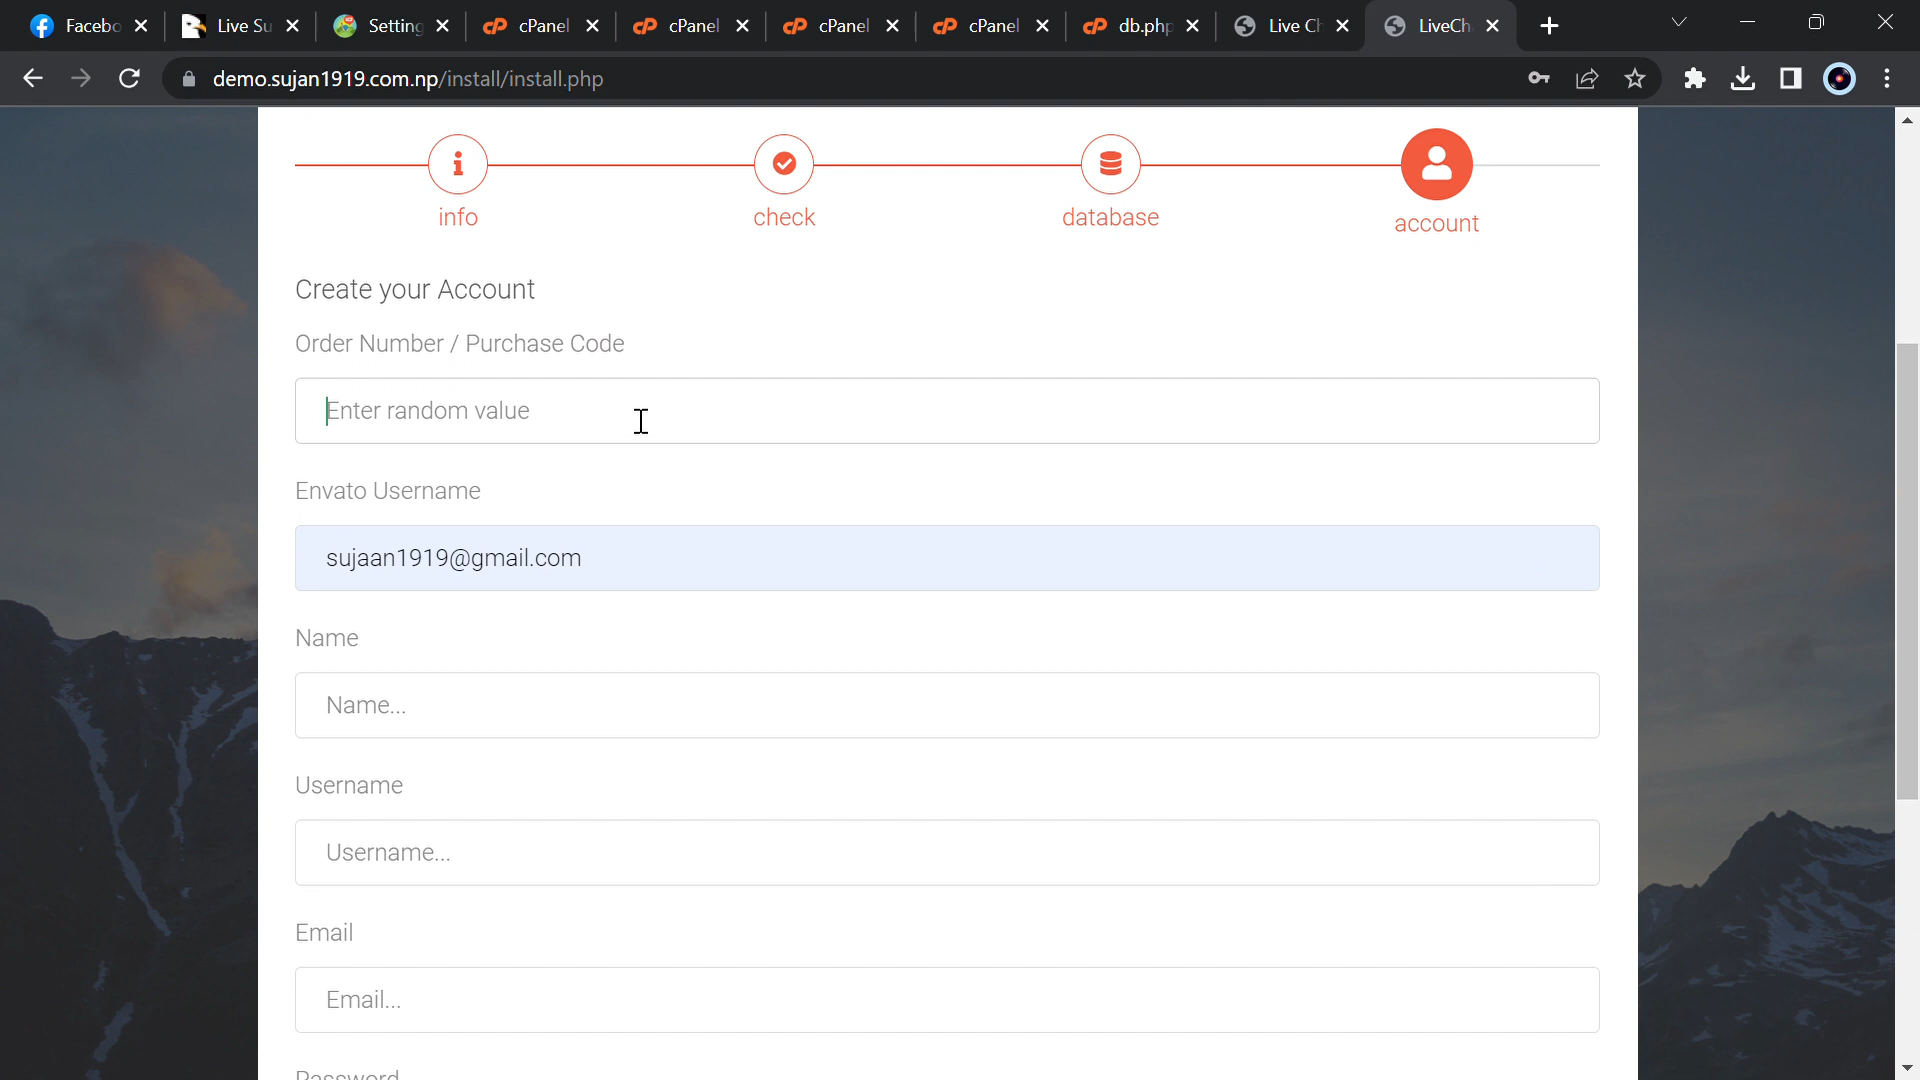 Facebo
Live Su
Setting
cPanel
cPanel
cPanel
cPanel
db.php
Live Ch
LiveCh
demo.sujan1919.com.np/install/install.php
info
check
database
account
Create your Account
Order Number / Purchase Code
Enter random value
Envato Username
sujaan1919@gmail.com
Name
Name...
Username
Username...
Email
Email...
Password